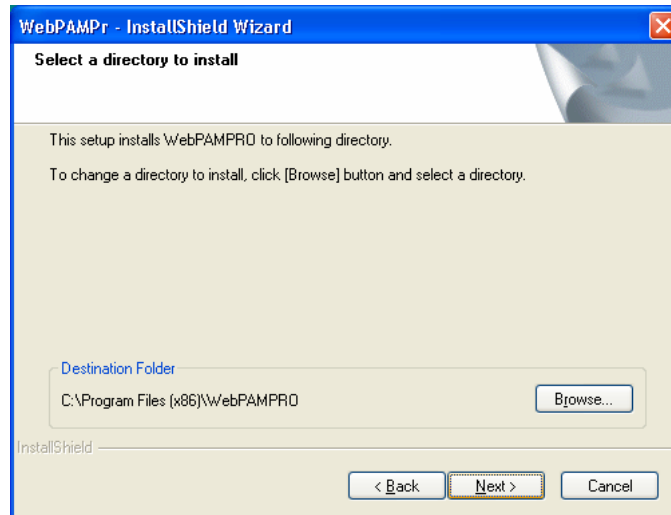 WebPAMPr - InstallShield Wizard
Select a directory to install
This setup installs WebPAMPRO to following directory.
To change a directory to install, click [Browse] button and select a directory.
Destination Folder
C:\Program Files (x86)\WebPAMPRO
Browse...
InstallShield
< Back
Next >
Cancel